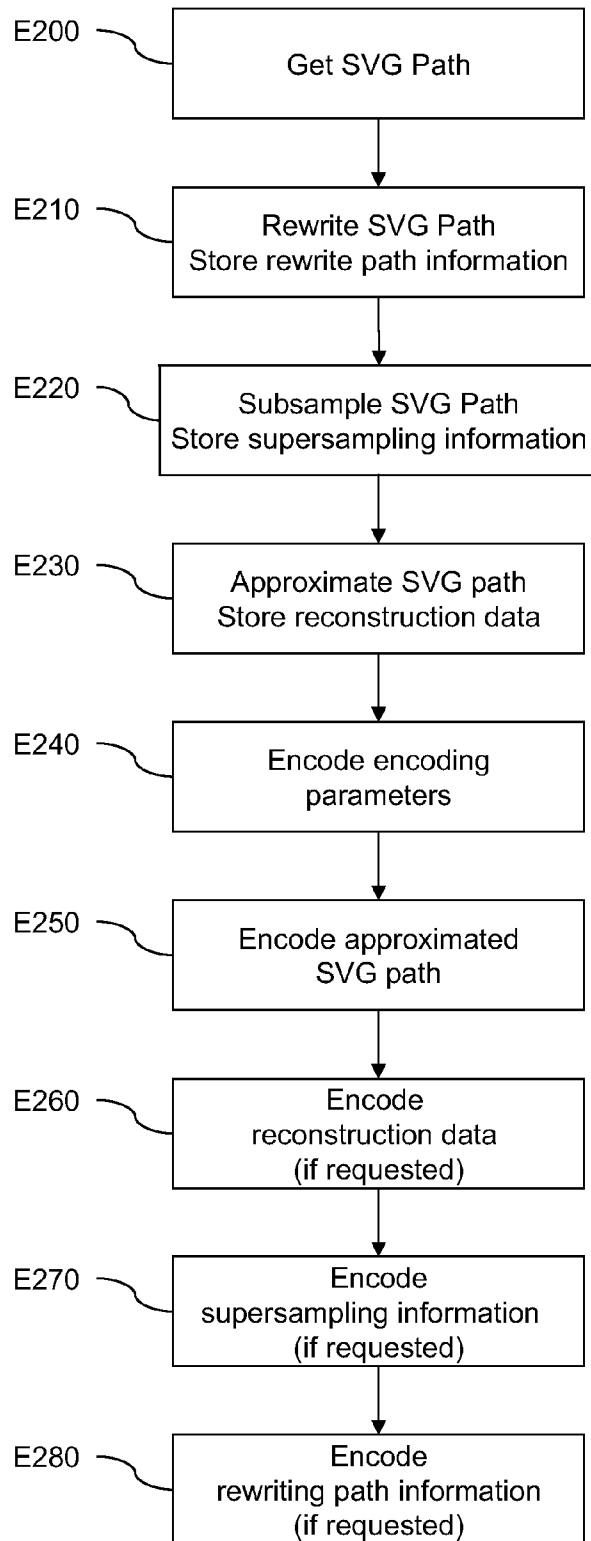 E200
Get SVG Path
E210
Rewrite SVG Path
Store rewrite path information
E220
Subsample SVG Path
Store supersampling information
E230
Approximate SVG path
Store reconstruction data
E240
Encode encoding
parameters
E250
Encode approximated
SVG path
E260
Encode
reconstruction data
(if requested)
E270
Encode
supersampling information
(if requested)
E280
Encode
rewriting path information
(if requested)